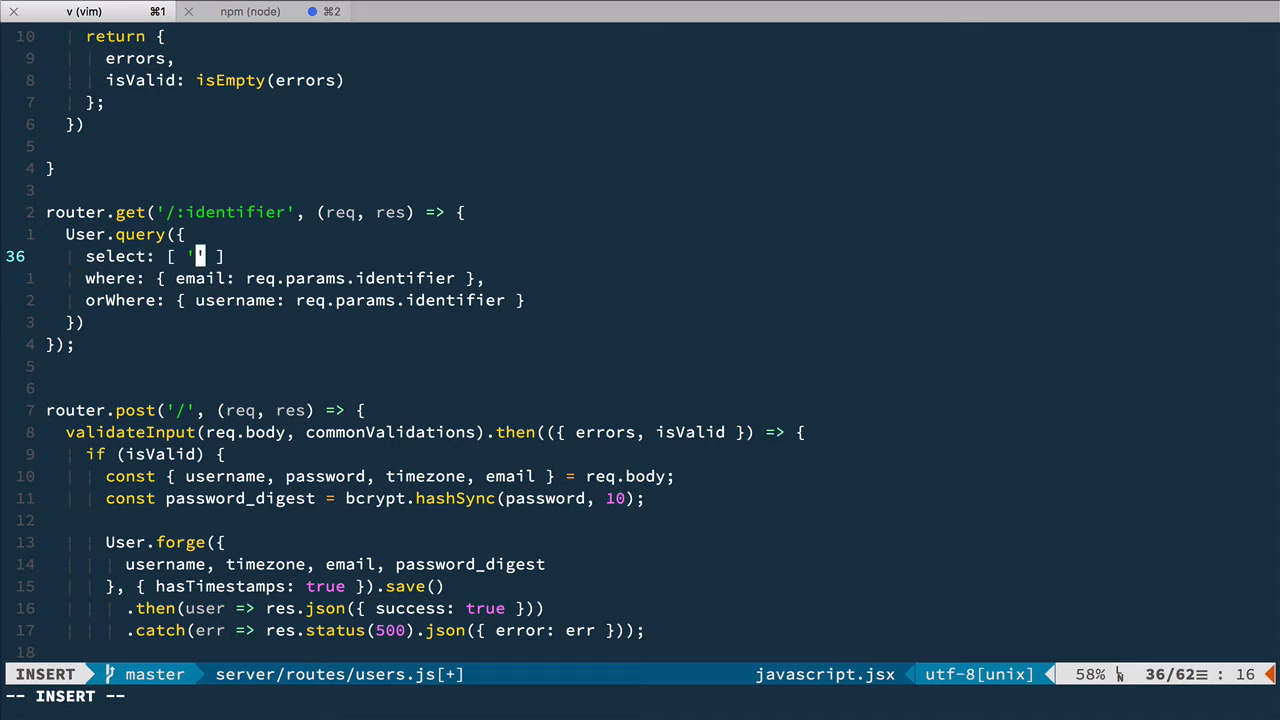 × v (vim) ⌘1 × npm (node) ⌘2
10 return {
9 errors,
8 isValid: isEmpty(errors)
7 };
6 })
5
4 }
3
2 router.get('/:identifier', (req, res) => {
1 User.query({
36 select: [ '' ]
1 where: { email: req.params.identifier },
2 orWhere: { username: req.params.identifier }
3 })
4 });
5
6
7 router.post('/', (req, res) => {
8 validateInput(req.body, commonValidations).then(({ errors, isValid }) => {
9 if (isValid) {
10 const { username, password, timezone, email } = req.body;
11 const password_digest = bcrypt.hashSync(password, 10);
12
13 User.forge({
14 username, timezone, email, password_digest
15 }, { hasTimestamps: true }).save()
16 .then(user => res.json({ success: true }))
17 .catch(err => res.status(500).json({ error: err }));
18
INSERT master server/routes/users.js[+] javascript.jsx utf-8[unix] 58% LN 36/62≡ : 16
-- INSERT --